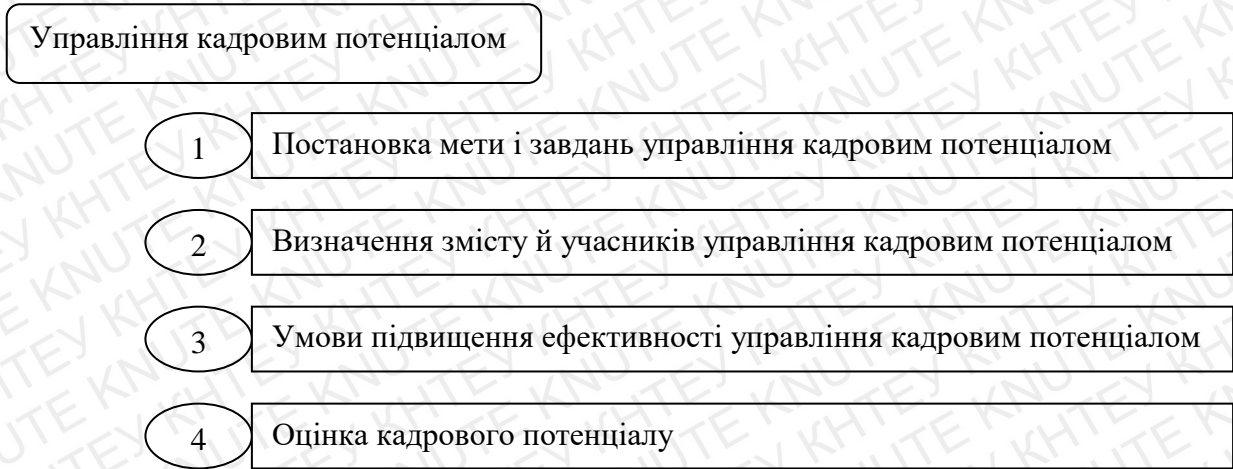 Управління кадровим потенціалом
1 Постановка мети і завдань управління кадровим потенціалом
2 Визначення змісту й учасників управління кадровим потенціалом
3 Умови підвищення ефективності управління кадровим потенціалом
4 Оцінка кадрового потенціалу